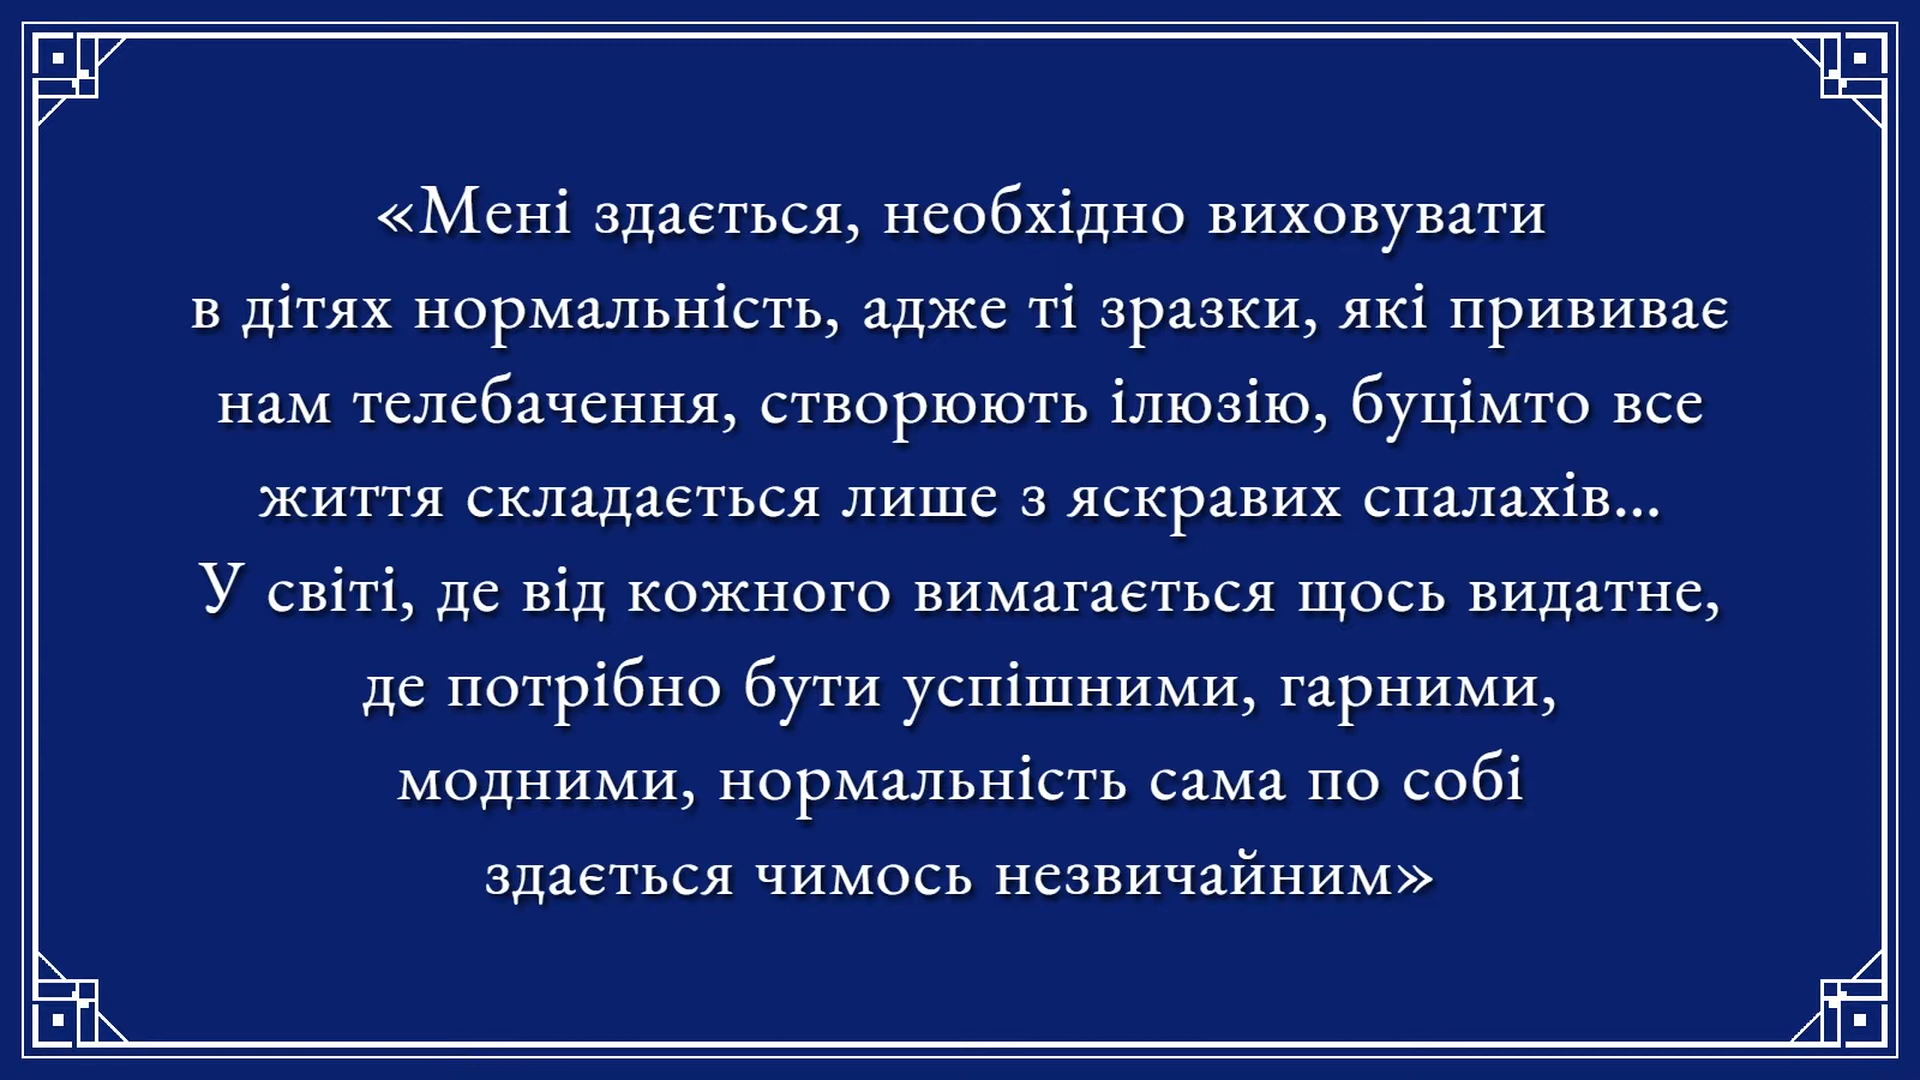 «Мені здається, необхідно виховувати
в дітях нормальність, адже ті зразки, які прививає
нам телебачення, створюють ілюзію, буцімто все
життя складається лише з яскравих спалахів...
У світі, де від кожного вимагається щось видатне,
де потрібно бути успішними, гарними,
модними, нормальність сама по собі
здається чимось незвичайним»